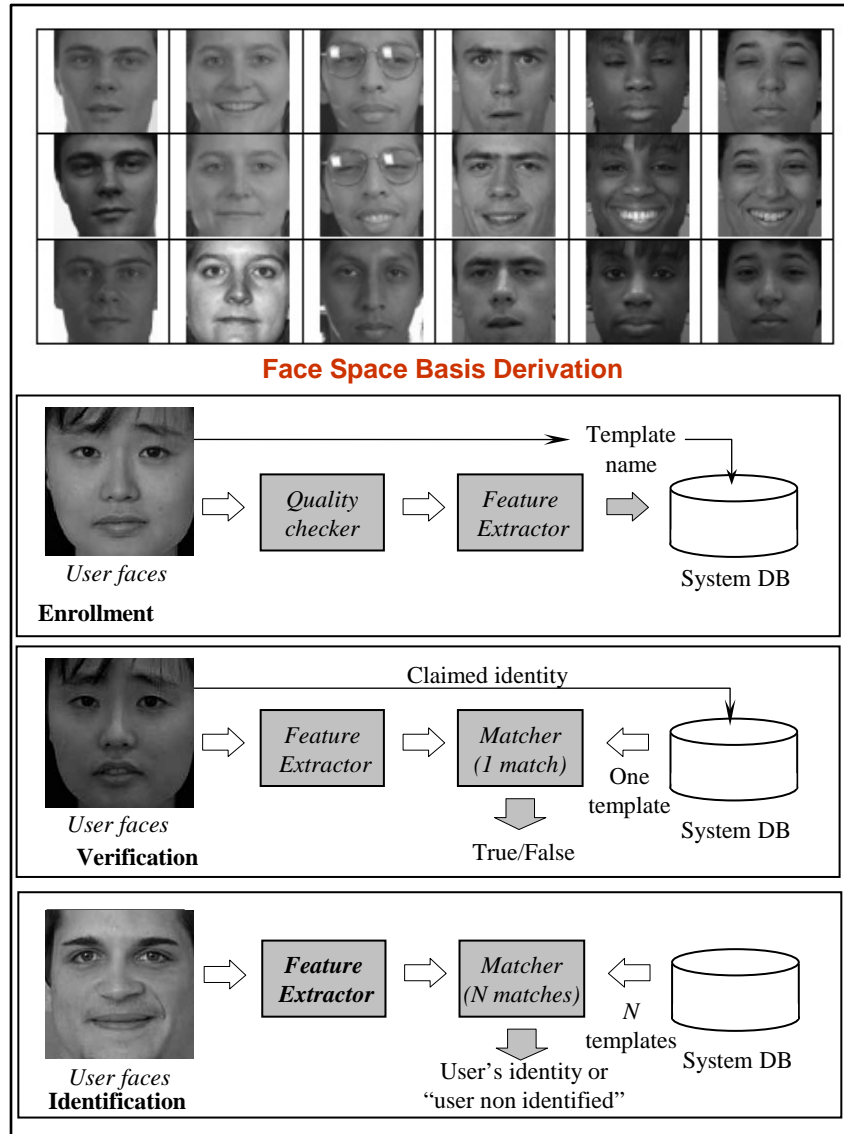 Face Space Basis Derivation
Template
name
Quality
checker
Feature
Extractor
User faces
System DB
Enrollment
Claimed identity
Feature
Extractor
Matcher
(1 match)
One
template
User faces
System DB
Verification
True/False
Feature
Extractor
Matcher
(N matches)
N
templates
System DB
User faces
User’s identity or
Identification
“user non identified”